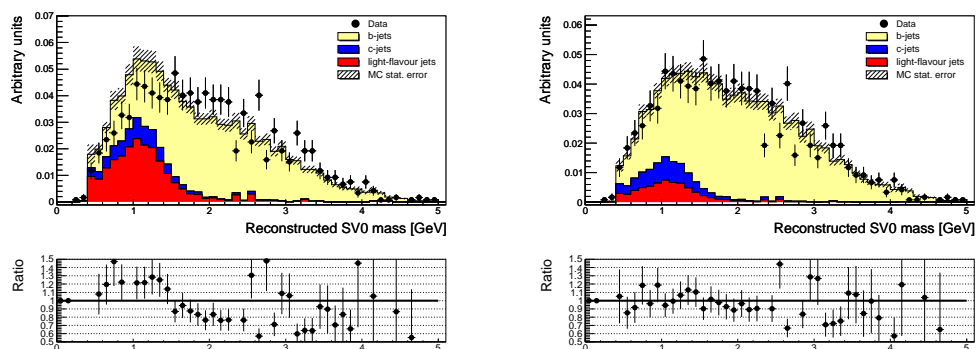 0.07
0.06
0.05
0.04
0.03
0.02
0.01
0
Arbitrary units
Data
b-jets
c-jets
light-flavour jets
MC stat. error
0 1 2 3 4 5
Reconstructed SV0 mass [GeV]
Ratio
1.5
1.4
1.3
1.2
1.1
1
0.9
0.8
0.7
0.6
0.5
0 1 2 3 4 5
0.06
0.05
0.04
0.03
0.02
0.01
0
Arbitrary units
Data
b-jets
c-jets
light-flavour jets
MC stat. error
0 1 2 3 4 5
Reconstructed SV0 mass [GeV]
Ratio
1.5
1.4
1.3
1.2
1.1
1
0.9
0.8
0.7
0.6
0.5
0 1 2 3 4 5